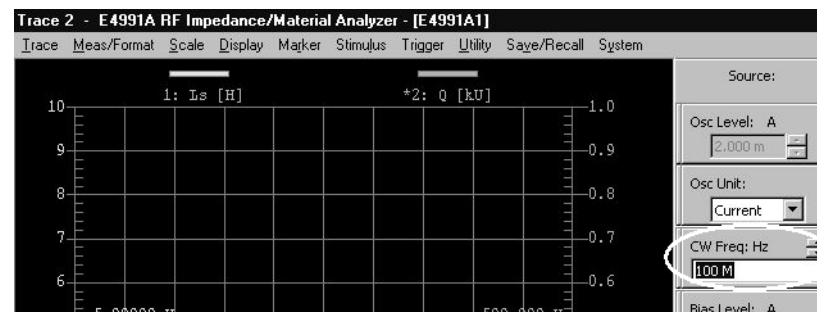 Trace 2 - E4991A RF Impedance/Material Analyzer - [E4991A1]
Trace Meas/Format Scale Display Marker Stimulus Trigger Utility Save/Recall System
Source:
1: Ls [H] *2: Q [kU]
10 1.0
Osc Level: A
2.000 m
9 0.9
Osc Unit:
8 0.8
Current
7 0.7
CW Freq: Hz
100 M
6 0.6
Bias Level: A